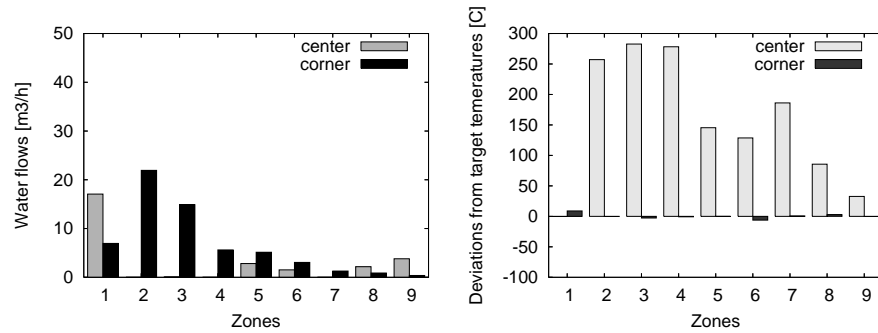 Water flows [m3/h]
50
40
30
20
10
0
center
corner
1 2 3 4 5 6 7 8 9
Zones
Deviations from target temeratures [C]
300
250
200
150
100
50
0
-50
-100
center
corner
1 2 3 4 5 6 7 8 9
Zones